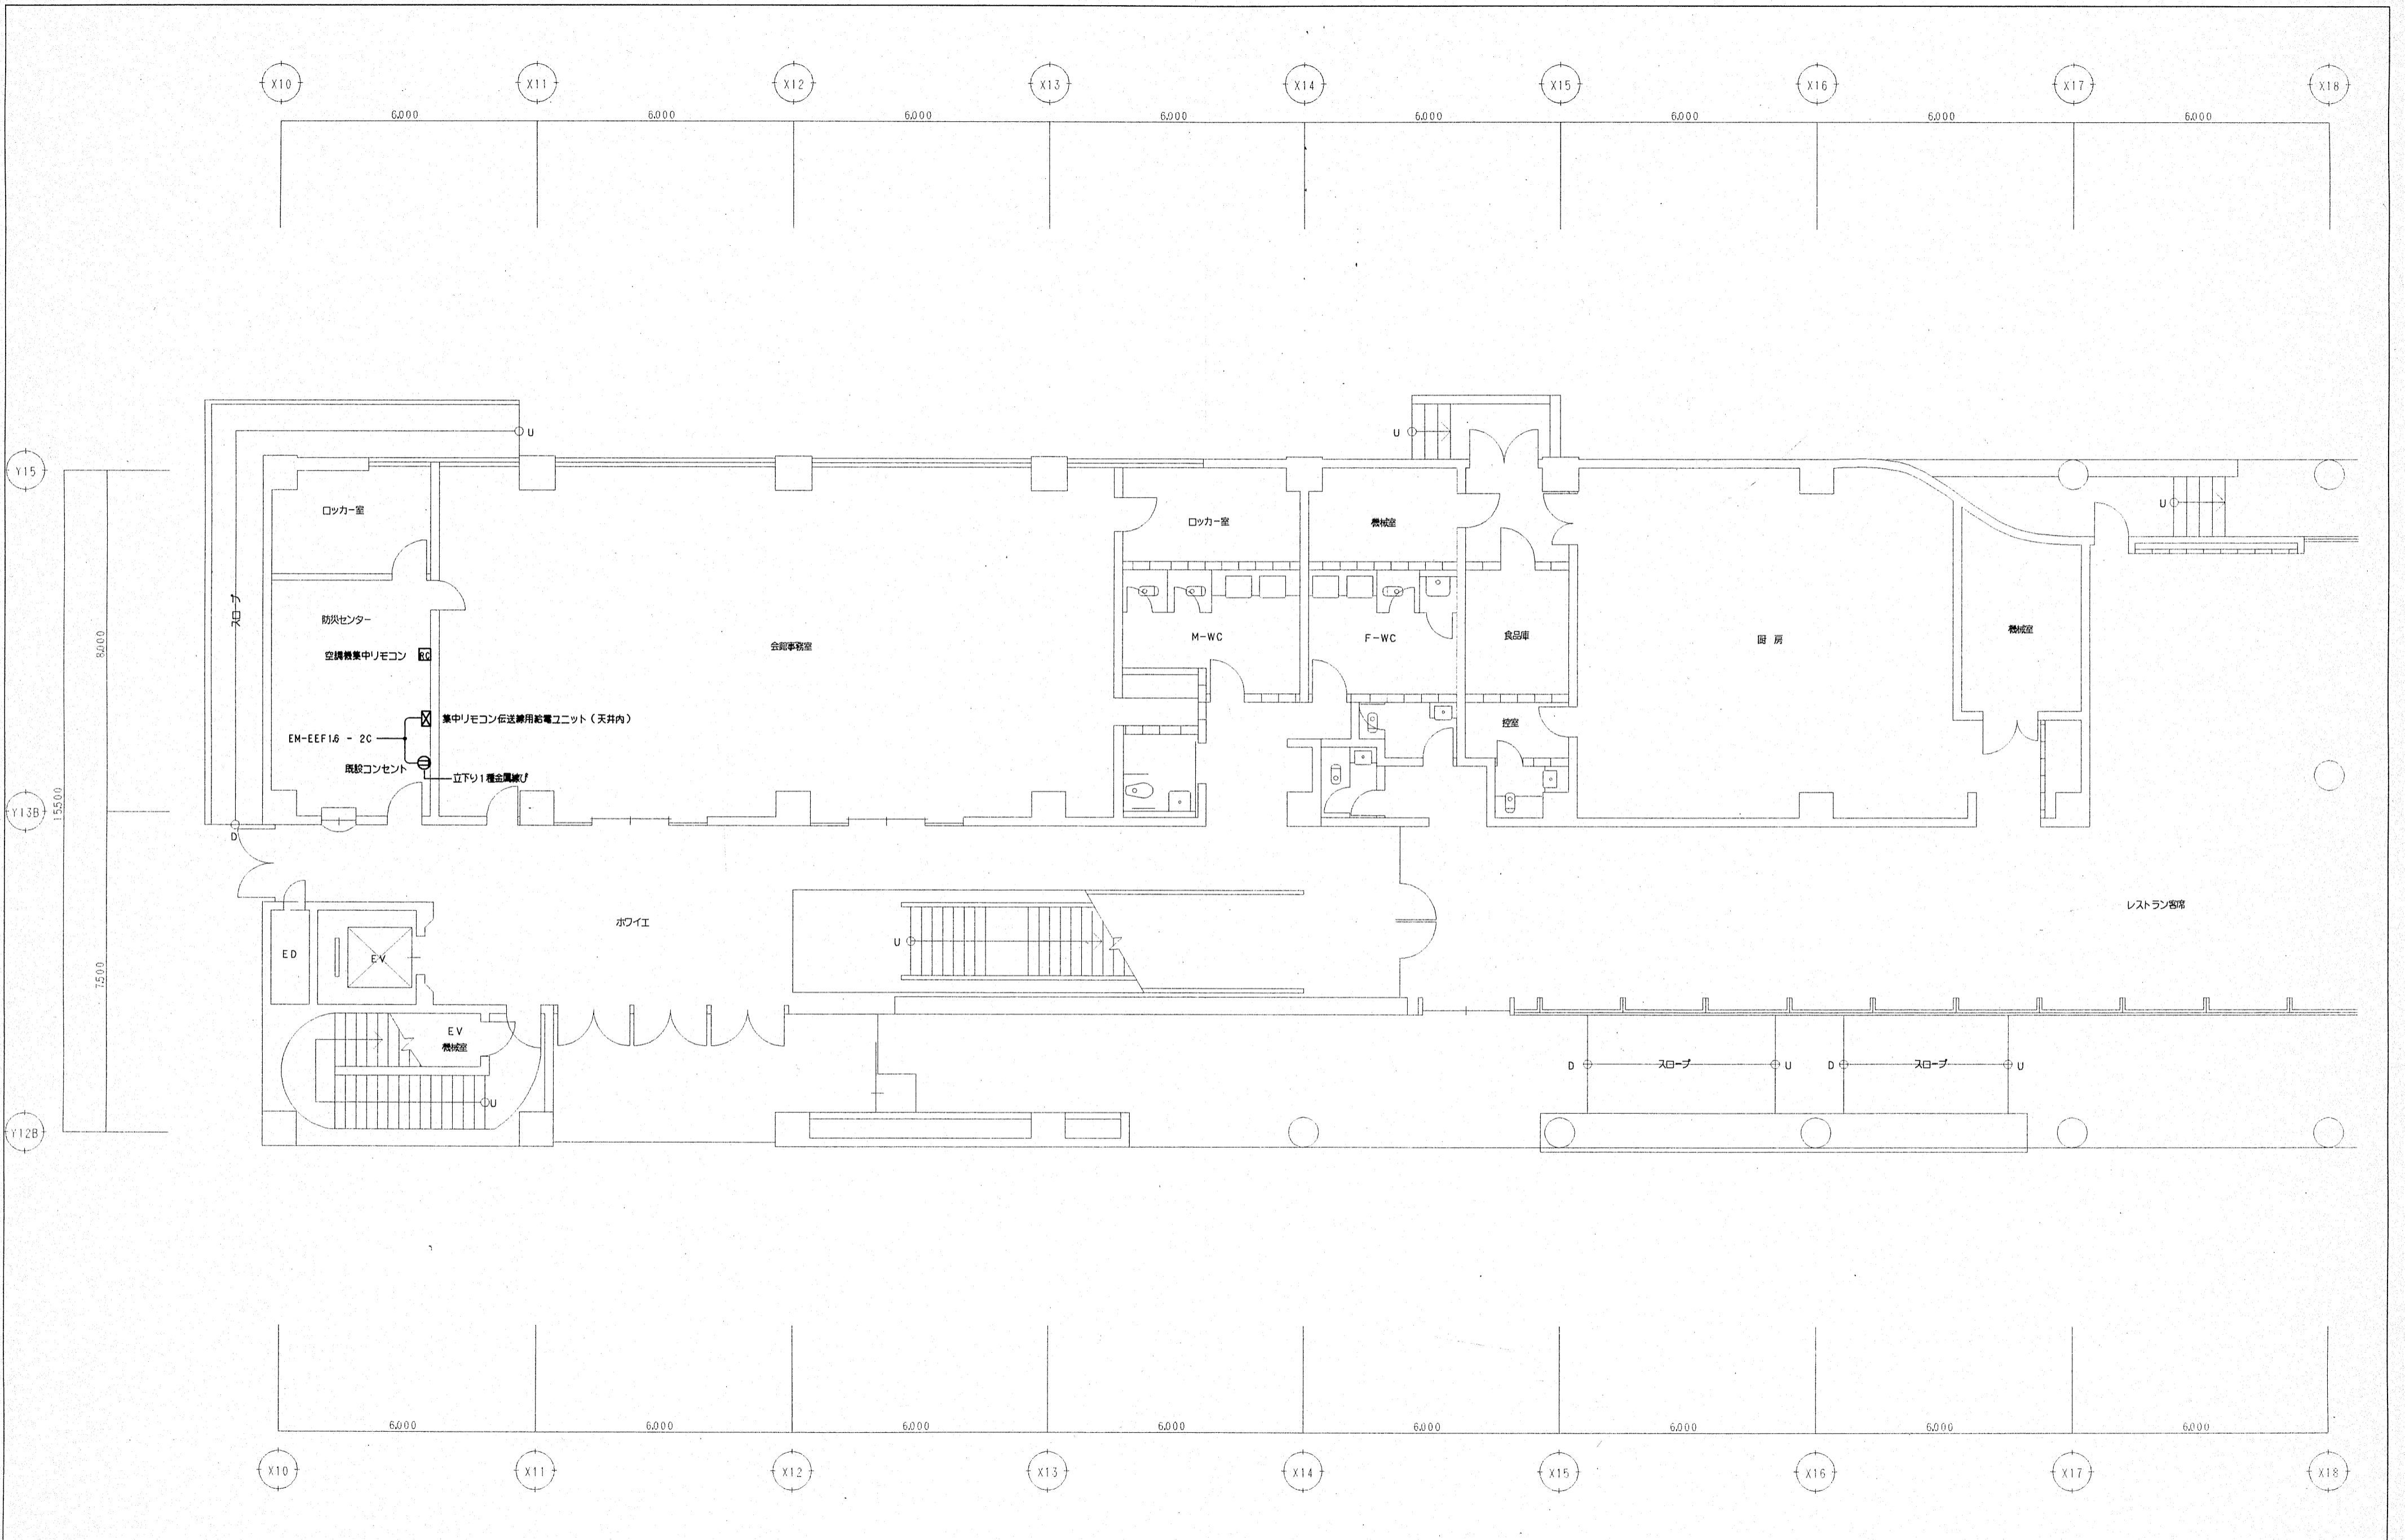 X10 X11 X12 X13 X14 X15 X16 X17 X18
6,000 6,000 6,000 6,000 6,000 6,000 6,000 6,000
U
U
Y15
U
ロッカー室
ロッカー室
機械室
スロープ
防災センター
8,000
M-WC
F-WC
食品庫
厨 房
機械室
会館事務室
空調機集中リモコン RC
集中リモコン伝送線用給電ユニット(天井内)
控室
EM-EEF1.6 - 2C
既設コンセント
立下り1種金属線ぴ
15,500
Y13B
D
ホワイエ
レストラン客席
U
ED
EV
7,500
EV
機械室
D スロープ U
D スロープ U
U
Y12B
6,000 6,000 6,000 6,000 6,000 6,000 6,000 6,000
X10 X11 X12 X13 X14 X15 X16 X17 X18